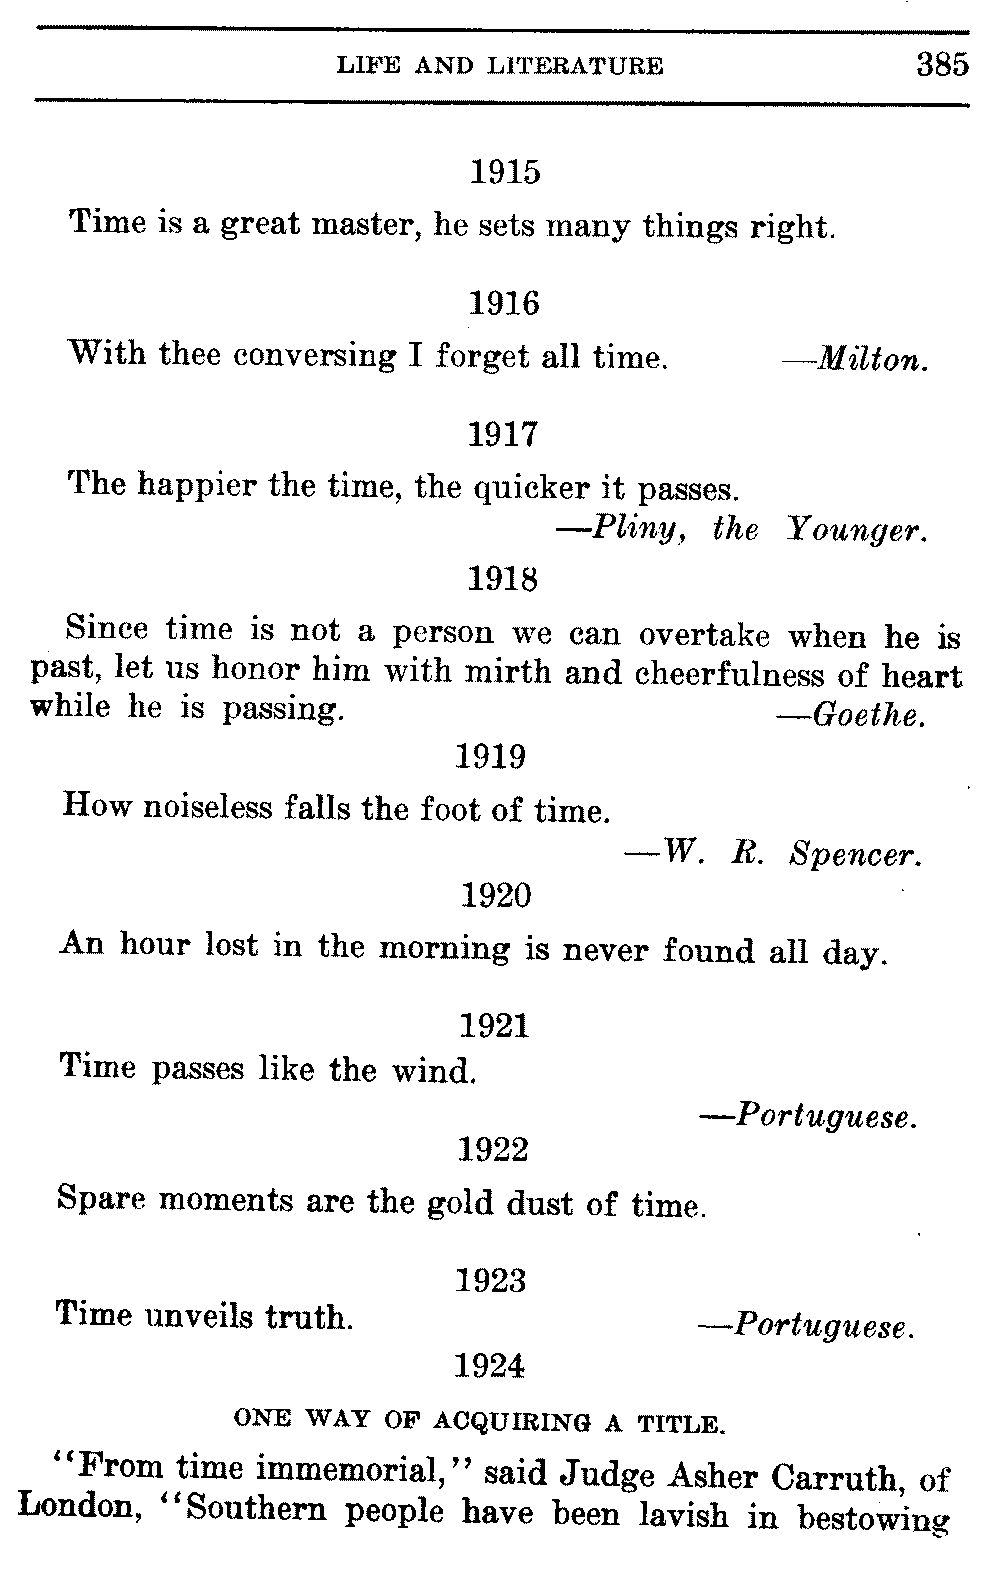 LIFE AND LITERATURE 385
1915
Time is a great master, he sets many things right.
1916
With thee conversing I forget all time. —Milton.
1917
The happier the time, the quicker it passes.
—Pliny, the Younger.
1918
Since time is not a person we can overtake when he is
past, let us honor him with mirth and cheerfulness of heart
while he is passing. —Goethe.
1919
How noiseless falls the foot of time.
—W. R. Spencer.
1920
An hour lost in the morning is never found all day.
1921
Time passes like the wind.
—Portuguese.
1922
Spare moments are the gold dust of time.
1923
Time unveils truth. —Portuguese.
1924
ONE WAY OF ACQUIRING A TITLE.
"From time immemorial," said Judge Asher Carruth, of
London, "Southern people have been lavish in bestowing